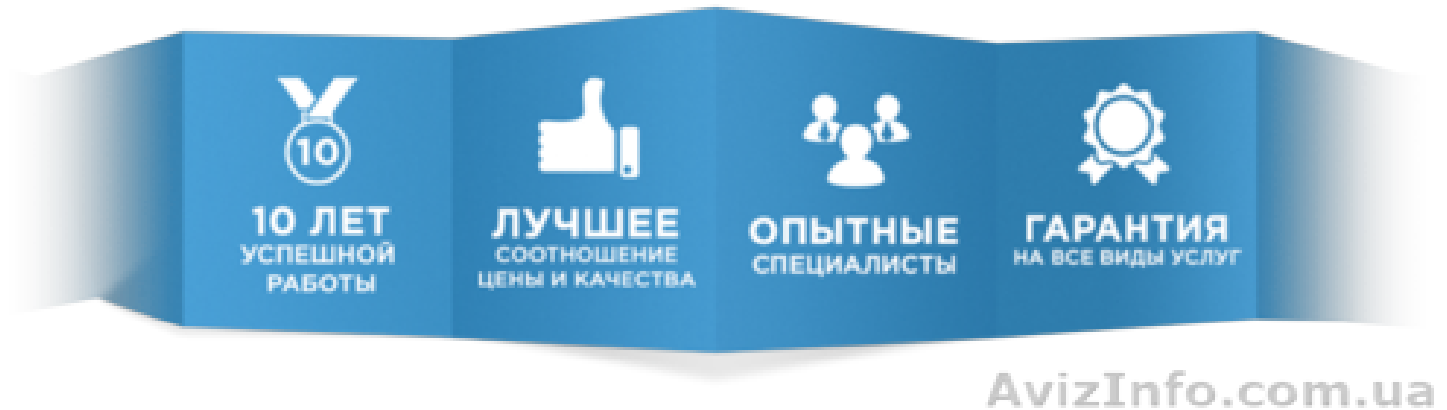 10
10 ЛЕТ
УСПЕШНОЙ
РАБОТЫ
ЛУЧШЕЕ
СООТНОШЕНИЕ
ЦЕНЫ И КАЧЕСТВА
ОПЫТНЫЕ
СПЕЦИАЛИСТЫ
ГАРАНТИЯ
НА ВСЕ ВИДЫ УСЛУГ
AvizInfo.com.ua